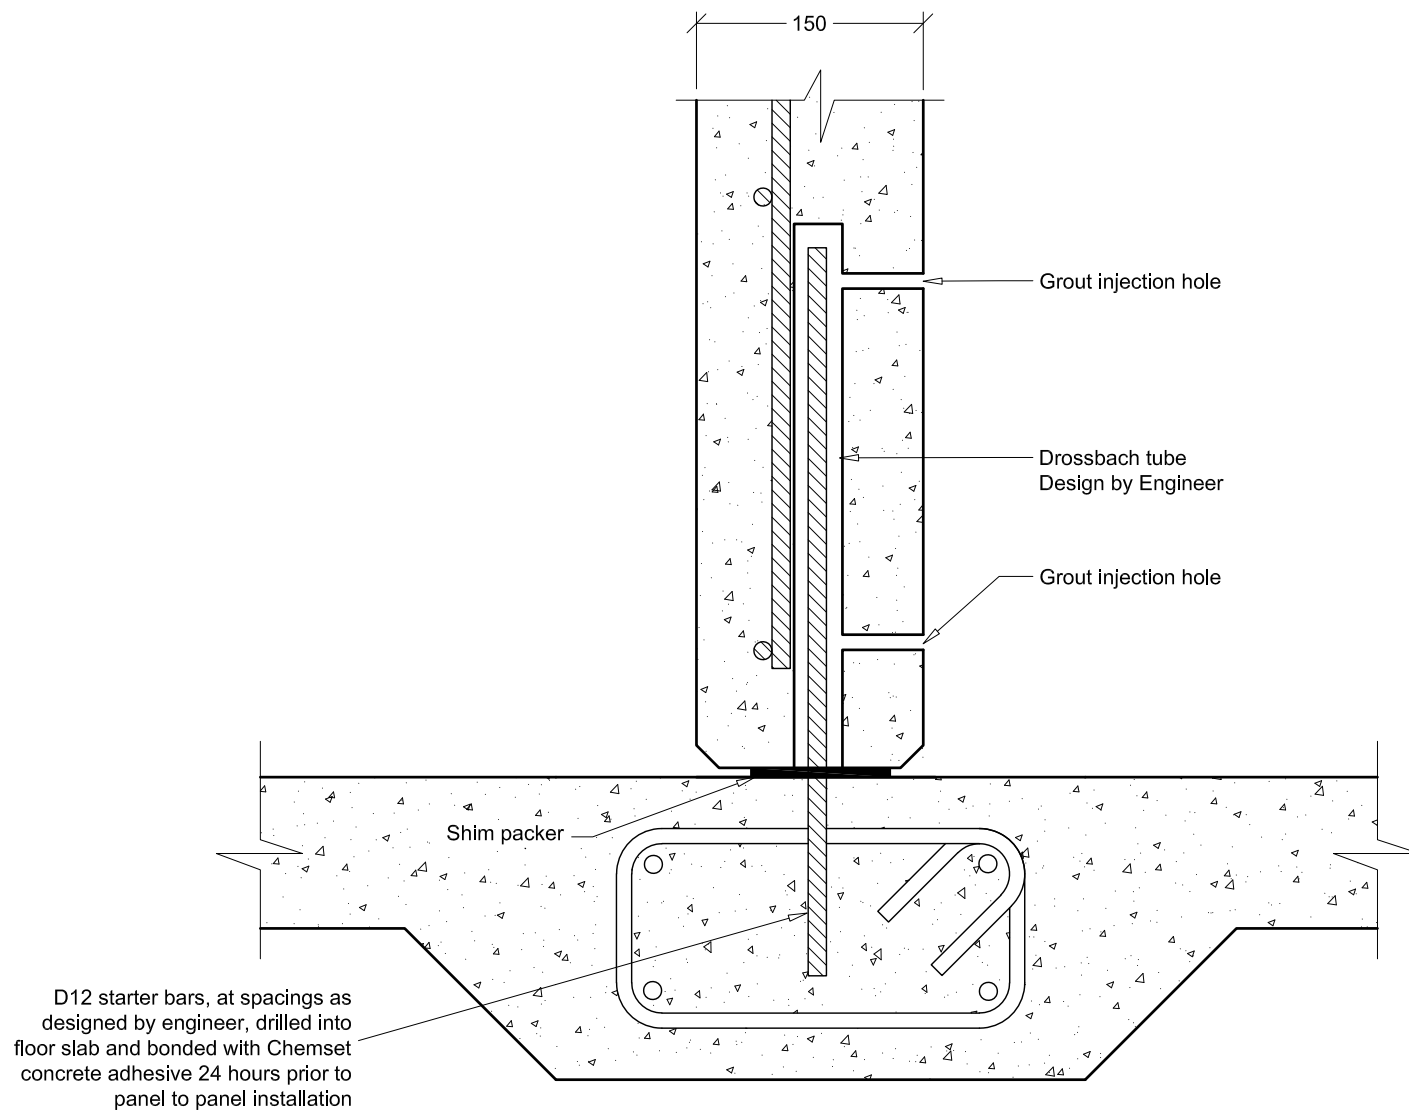 150
Grout injection hole
Drossbach tube
Design by Engineer
Grout injection hole
Shim packer
D12 starter bars, at spacings as
designed by engineer, drilled into
floor slab and bonded with Chemset
concrete adhesive 24 hours prior to
panel to panel installation